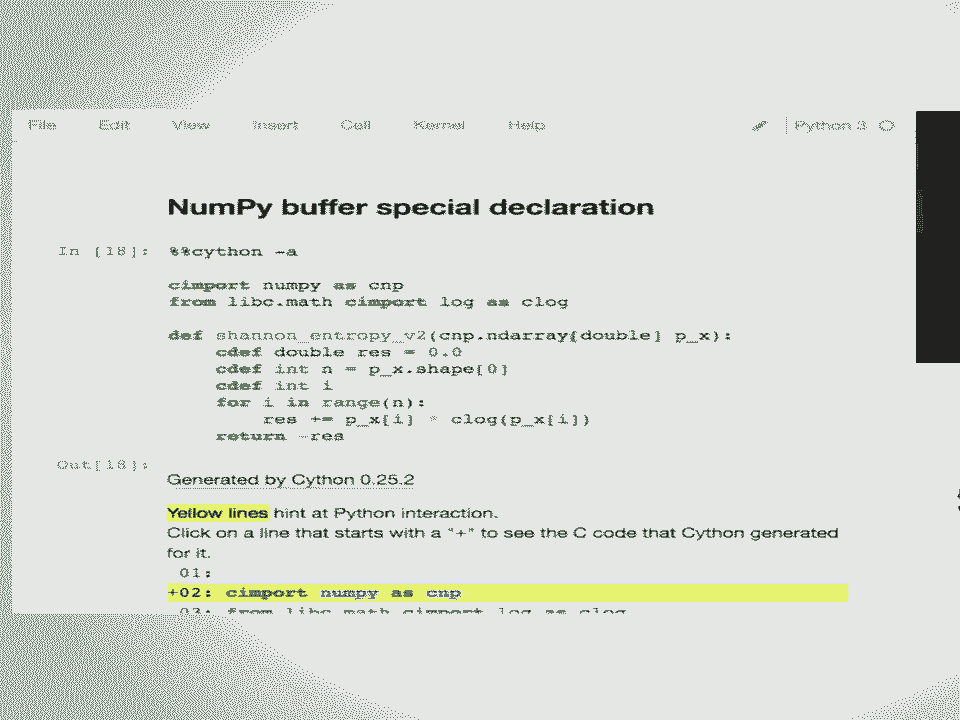 File Edit View Insert Cell Kernel Help Python 3
NumPy buffer special declaration
In [18]: %%cython -a
cimport numpy as cnp
from libc.math cimport log as clog
def shannon_entropy_v2(cnp.ndarray[double] p_x):
cdef double res = 0.0
cdef int n = p_x.shape[0]
cdef int i
for i in range(n):
res += p_x[i] * clog(p_x[i])
return -res
Out[18]:
Generated by Cython 0.25.2
Yellow lines hint at Python interaction.
Click on a line that starts with a "+" to see the C code that Cython generated
for it.
01:
+02: cimport numpy as cnp
03: from libc.math cimport log as clog